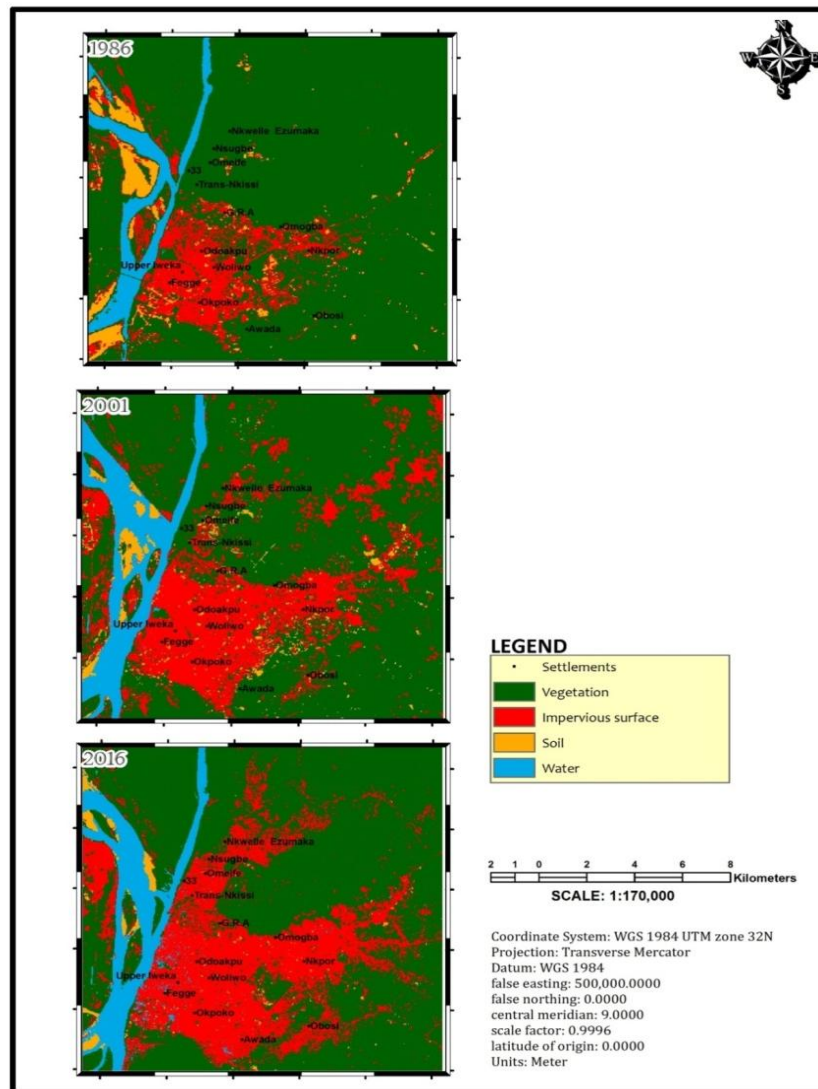 N
W E
S
1986
Nkwelle Ezumaka
Nsugbe
Omeife
33
Trans-Nkissi
G.R.A
Omogba
Odoakpu
Nkpor
Upper Iweka
Woliwo
Fegge
Okpoko
Obosi
Awada
2001
Nkwelle Ezumaka
Nsugbe
Omeife
33
Trans-Nkissi
G.R.A
Omogba
Odoakpu
Nkpor
Upper Iweka
Woliwo
Fegge
Okpoko
Obosi
Awada
2016
Nkwelle Ezumaka
Nsugbe
Omeife
33
Trans-Nkissi
G.R.A
Omogba
Odoakpu
Nkpor
Upper Iweka
Woliwo
Fegge
Okpoko
Obosi
Awada
LEGEND
Settlements
Vegetation
Impervious surface
Soil
Water
2 1 0 2 4 6 8
Kilometers
SCALE: 1:170,000
Coordinate System: WGS 1984 UTM zone 32N
Projection: Transverse Mercator
Datum: WGS 1984
false easting: 500,000.0000
false northing: 0.0000
central meridian: 9.0000
scale factor: 0.9996
latitude of origin: 0.0000
Units: Meter